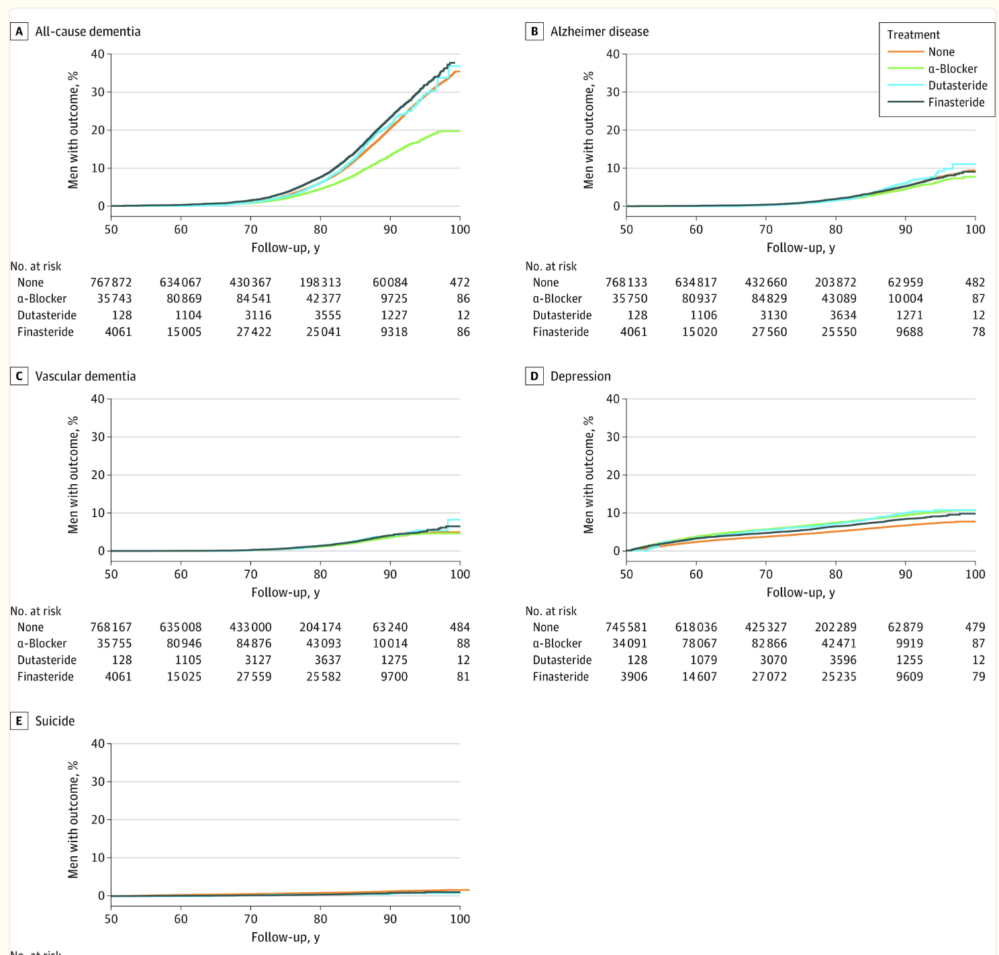 A All-cause dementia
40
30
20
10
0
Men with outcome, %
50 60 70 80 90 100
Follow-up, y
No. at risk
None 767872 634067 430367 198313 60084 472
α-Blocker 35743 80869 84541 42377 9725 86
Dutasteride 128 1104 3116 3555 1227 12
Finasteride 4061 15005 27422 25041 9318 86
B Alzheimer disease
Treatment
None
α-Blocker
Dutasteride
Finasteride
40
30
20
10
0
Men with outcome, %
50 60 70 80 90 100
Follow-up, y
No. at risk
None 768133 634817 432660 203872 62959 482
α-Blocker 35750 80937 84829 43089 10004 87
Dutasteride 128 1106 3130 3634 1271 12
Finasteride 4061 15020 27560 25550 9688 78
C Vascular dementia
40
30
20
10
0
Men with outcome, %
50 60 70 80 90 100
Follow-up, y
No. at risk
None 768167 635008 433000 204174 63240 484
α-Blocker 35755 80946 84876 43093 10014 88
Dutasteride 128 1105 3127 3637 1275 12
Finasteride 4061 15025 27559 25582 9700 81
D Depression
40
30
20
10
0
Men with outcome, %
50 60 70 80 90 100
Follow-up, y
No. at risk
None 745581 618036 425327 202289 62879 479
α-Blocker 34091 78067 82866 42471 9919 87
Dutasteride 128 1079 3070 3596 1255 12
Finasteride 3906 14607 27072 25235 9609 79
E Suicide
40
30
20
10
0
Men with outcome, %
50 60 70 80 90 100
Follow-up, y
No. at risk